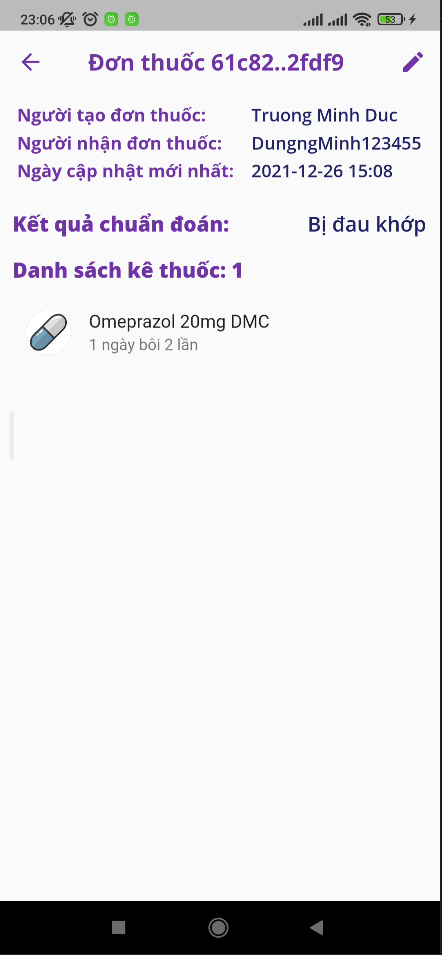 23:06
53
Đơn thuốc 61c82..2fdf9
Người tạo đơn thuốc: Truong Minh Duc
Người nhận đơn thuốc: DungngMinh123455
Ngày cập nhật mới nhất: 2021-12-26 15:08
Kết quả chuẩn đoán: Bị đau khớp
Danh sách kê thuốc: 1
Omeprazol 20mg DMC
1 ngày bôi 2 lần